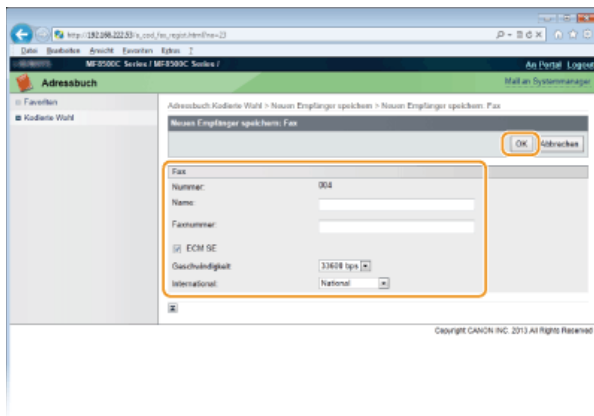 http://192.168.222.53/a_cod_fax_regist.html?no=23
Datei Bearbeiten Ansicht Favoriten Extras ?
MF8500C Series / MF8500C Series /
An Portal Logout
Adressbuch
Mail an Systemmanager
Favoriten
Kodierte Wahl
Adressbuch: Kodierte Wahl > Neuen Empfänger speichern > Neuen Empfänger speichern: Fax
Neuen Empfänger speichern: Fax
OK Abbrechen
Fax
Nummer: 004
Name:
Faxnummer:
ECM SE
Geschwindigkeit: 33600 bps
International: National
Copyright CANON INC. 2013 All Rights Reserved